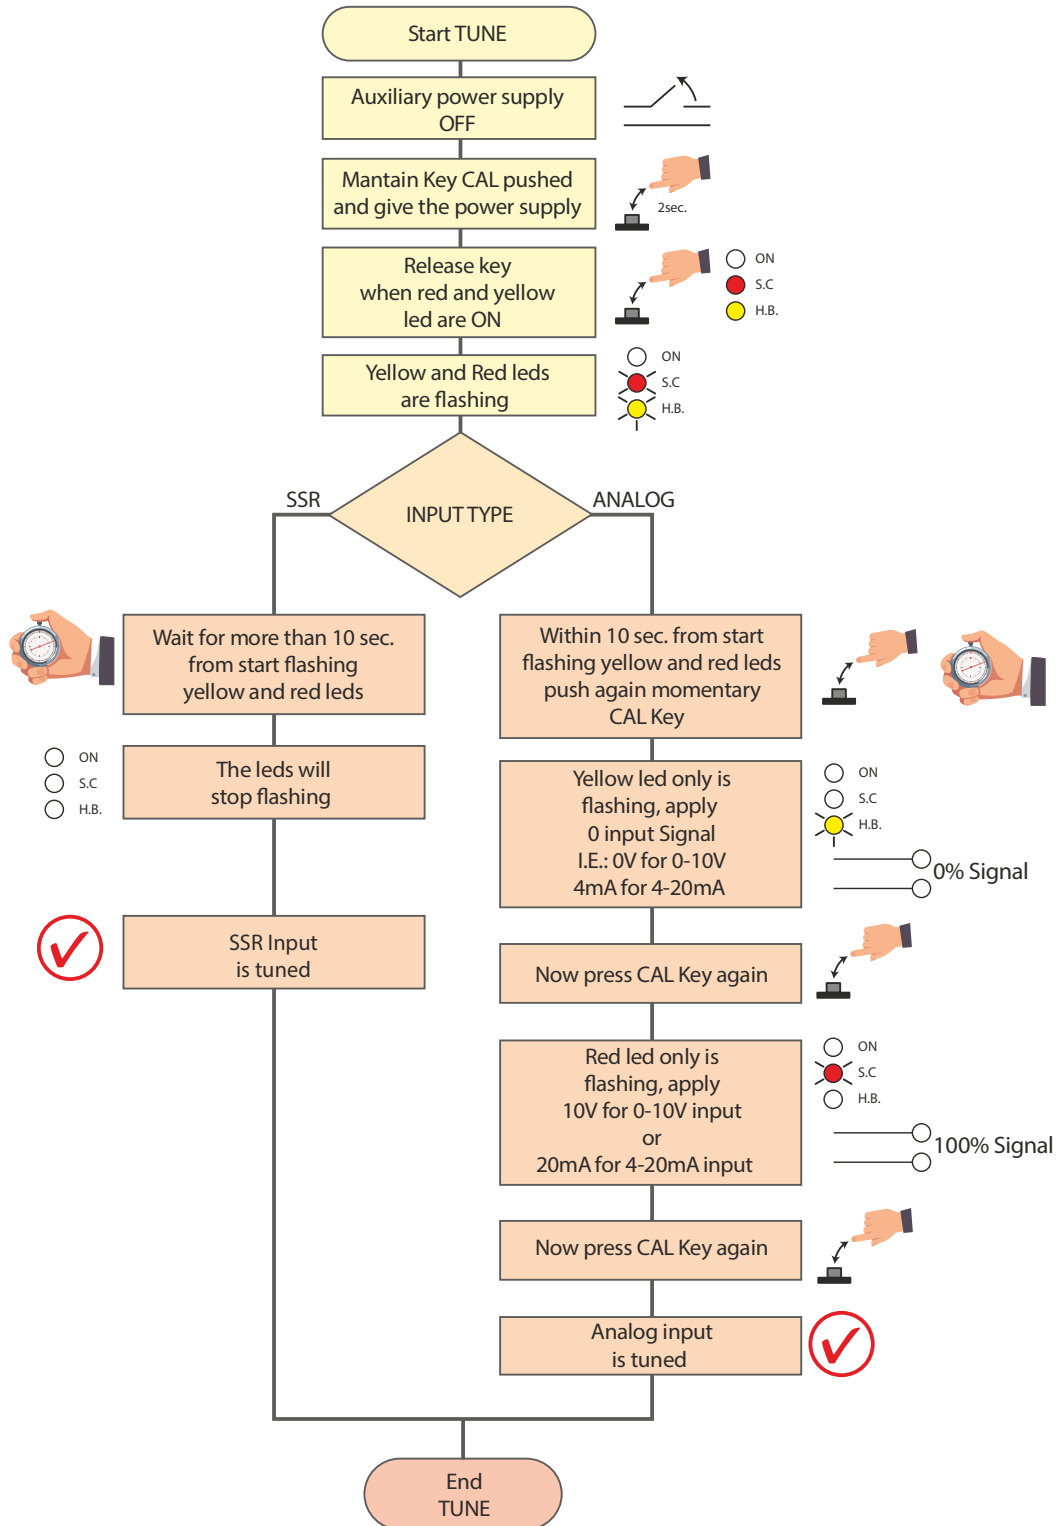 Start TUNE
Auxiliary power supply
OFF
Mantain Key CAL pushed
and give the power supply
2sec.
Release key
when red and yellow
led are ON
ON
S.C
H.B.
Yellow and Red leds
are flashing
ON
S.C
H.B.
SSR
INPUT TYPE
ANALOG
Wait for more than 10 sec.
from start flashing
yellow and red leds
ON
S.C
H.B.
The leds will
stop flashing
SSR Input
is tuned
Within 10 sec. from start
flashing yellow and red leds
push again momentary
CAL Key
Yellow led only is
flashing, apply
0 input Signal
I.E.: 0V for 0-10V
4mA for 4-20mA
ON
S.C
H.B.
0% Signal
Now press CAL Key again
Red led only is
flashing, apply
10V for 0-10V input
or
20mA for 4-20mA input
ON
S.C
H.B.
100% Signal
Now press CAL Key again
Analog input
is tuned
End
TUNE